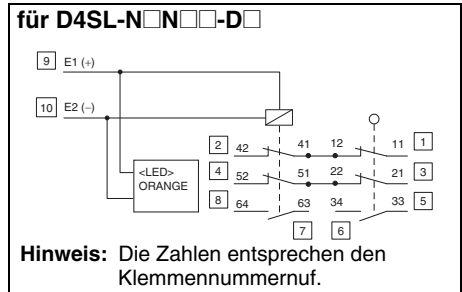 für D4SL-N□N□□-D□
9 E1 (+)
10 E2 (−)
2 42 41 12 11 1
<LED>
ORANGE
4 52 51 22 21 3
8 64 63 34 33 5
7 6
Hinweis: Die Zahlen entsprechen den
Klemmennummernuf.